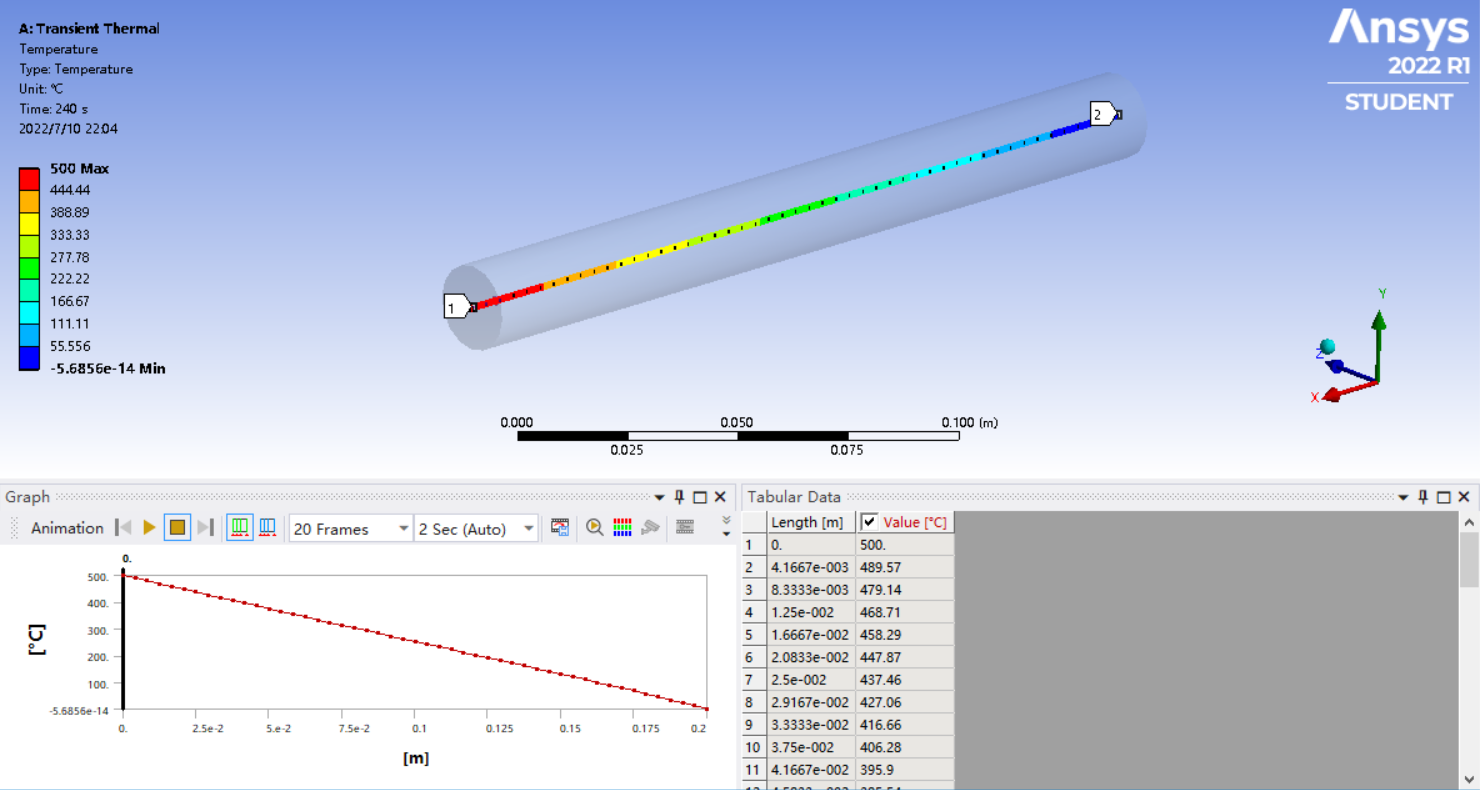 A: Transient Thermal
Temperature
Type: Temperature
Unit: °C
Time: 240 s
2022/7/10 22:04
500 Max
444.44
388.89
333.33
277.78
222.22
166.67
111.11
55.556
-5.6856e-14 Min
Ansys
2022 R1
STUDENT
1
2
Y
Z
X
0.000 0.050 0.100 (m)
0.025 0.075
Graph
Animation 20 Frames 2 Sec (Auto)
0.
500.
400.
300.
200.
100.
-5.6856e-14
[°C]
0. 2.5e-2 5.e-2 7.5e-2 0.1 0.125 0.15 0.175 0.2
[m]
Tabular Data
Length [m] Value [°C]
1 0. 500.
2 4.1667e-003 489.57
3 8.3333e-003 479.14
4 1.25e-002 468.71
5 1.6667e-002 458.29
6 2.0833e-002 447.87
7 2.5e-002 437.46
8 2.9167e-002 427.06
9 3.3333e-002 416.66
10 3.75e-002 406.28
11 4.1667e-002 395.9